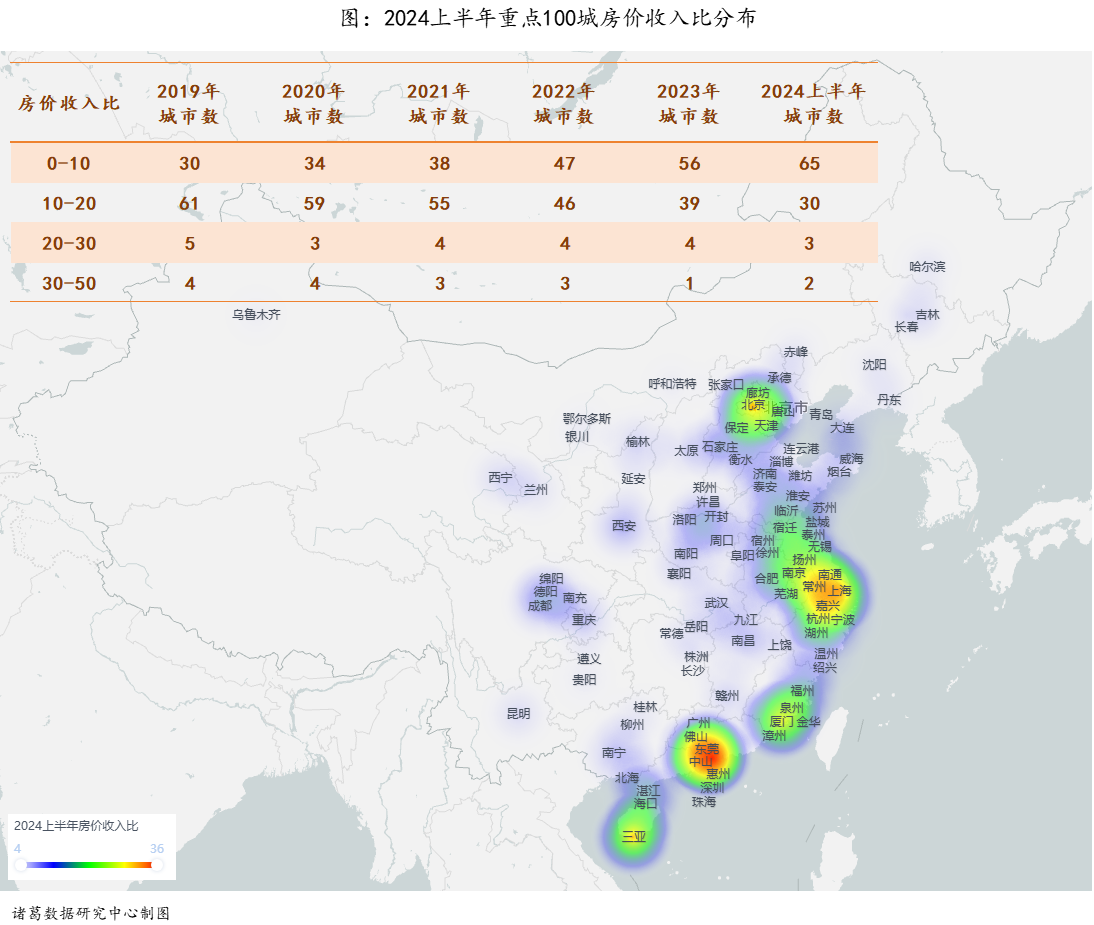 图：2024上半年重点100城房价收入比分布
房价收入比 2019年城市数 2020年城市数 2021年城市数 2022年城市数 2023年城市数 2024上半年城市数
0-10 30 34 38 47 56 65
10-20 61 59 55 46 39 30
20-30 5 3 4 4 4 3
30-50 4 4 3 3 1 2
哈尔滨
乌鲁木齐
吉林
长春
赤峰
沈阳
呼和浩特 张家口 承德
廊坊
丹东
北京 北京市
唐山 青岛
鄂尔多斯
保定 天津 大连
银川
榆林
太原 石家庄 连云港
衡水 淄博 威海
西宁
延安
济南 潍坊 烟台
兰州
郑州 泰安
许昌 淮安
临沂 苏州
西安 洛阳 开封
宿迁 盐城
泰州
周口 宿州 无锡
南阳 阜阳 徐州
扬州
襄阳 南京 南通
绵阳 合肥
德阳 常州 上海
南充 芜湖
成都 武汉 嘉兴
重庆 九江 杭州 宁波
常德 岳阳 湖州
南昌 上饶
遵义 株洲 温州
长沙 绍兴
贵阳
赣州 福州
昆明 桂林 泉州
柳州 广州 厦门 金华
佛山 漳州
南宁 东莞
中山
北海 惠州
湛江 深圳
海口 珠海
三亚
2024上半年房价收入比
4 36
诸葛数据研究中心制图